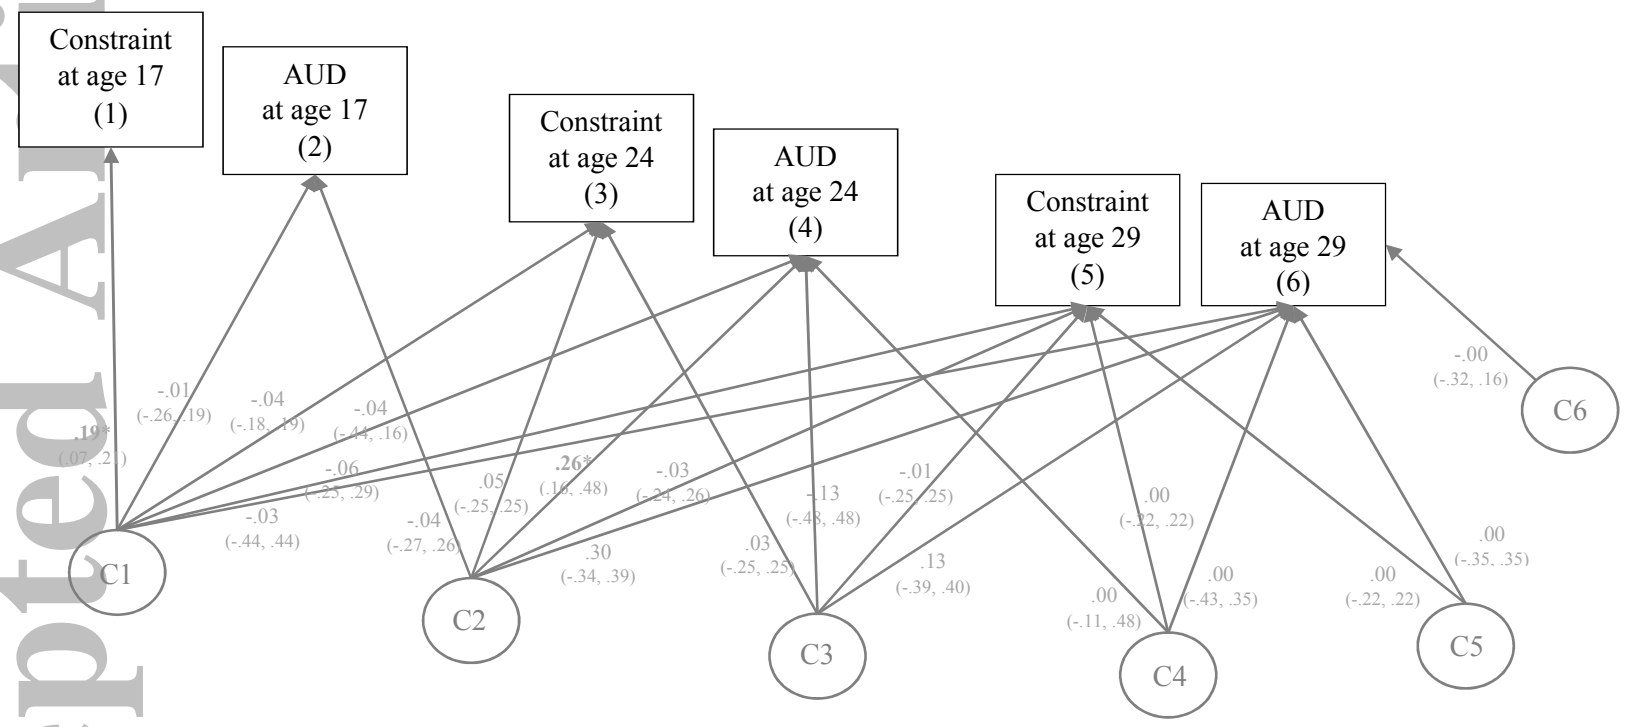 Constraint
at age 17
(1)
AUD
at age 17
(2)
Constraint
at age 24
(3)
AUD
at age 24
(4)
Constraint
at age 29
(5)
AUD
at age 29
(6)
-.00
(-.32, .16)
C6
-.01
(-.26, .19)
-.04
(-.18, .19)
-.04
(-.44, .16)
.19*
(.07, .21)
-.06
(-.25, .29)
.05
(-.25, .25)
.26*
(.16, .48)
-.03
(-.24, .26)
-.13
(-.48, .48)
-.01
(-.25, .25)
.00
(-.22, .22)
-.03
(-.44, .44)
-.04
(-.27, .26)
.30
(-.34, .39)
.03
(-.25, .25)
.13
(-.39, .40)
.00
(-.11, .48)
.00
(-.43, .35)
.00
(-.22, .22)
.00
(-.35, .35)
C1
C2
C3
C4
C5
pted A